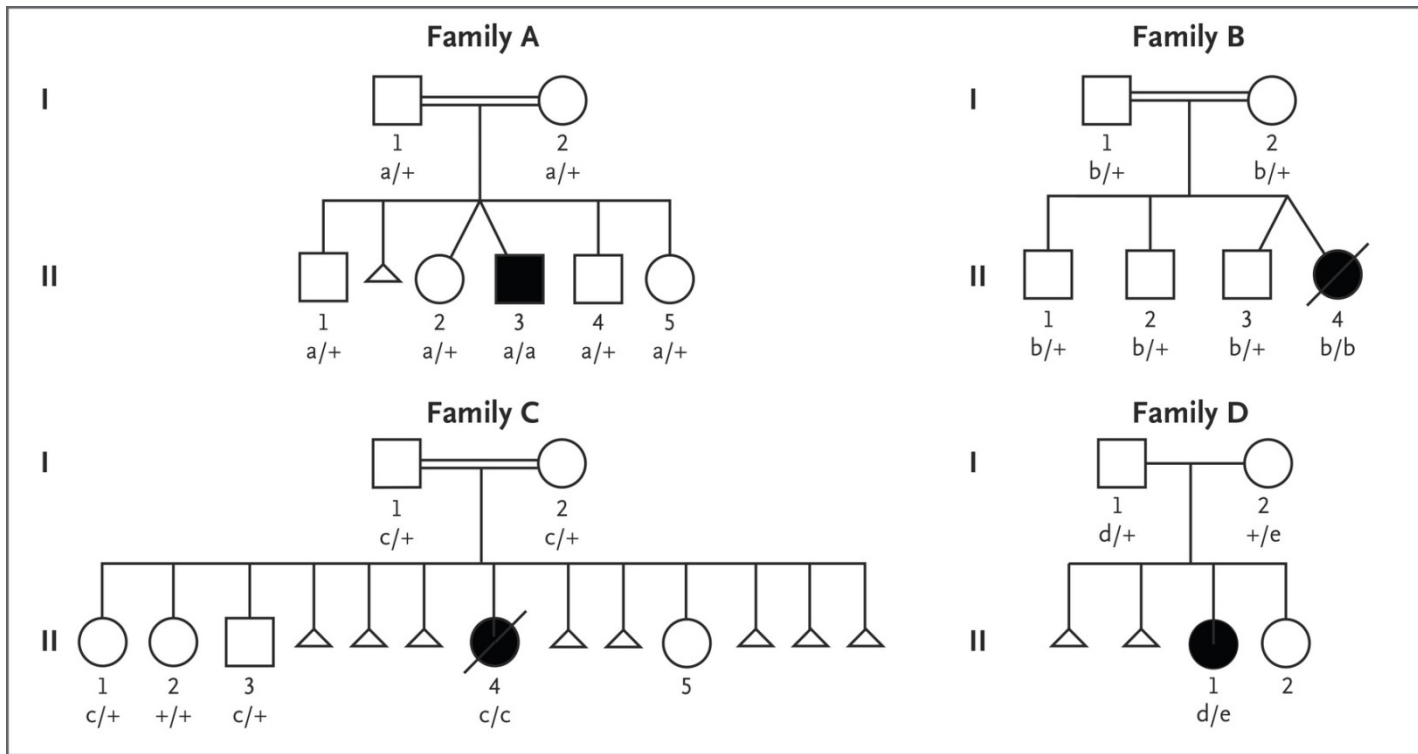 Family A
I
1 2
a/+ a/+
II
1 2 3 4 5
a/+ a/+ a/a a/+ a/+
Family B
I
1 2
b/+ b/+
II
1 2 3 4
b/+ b/+ b/+ b/b
Family C
I
1 2
c/+ c/+
II
1 2 3 4 5
c/+ +/+ c/+ c/c
Family D
I
1 2
d/+ +/e
II
1 2
d/e